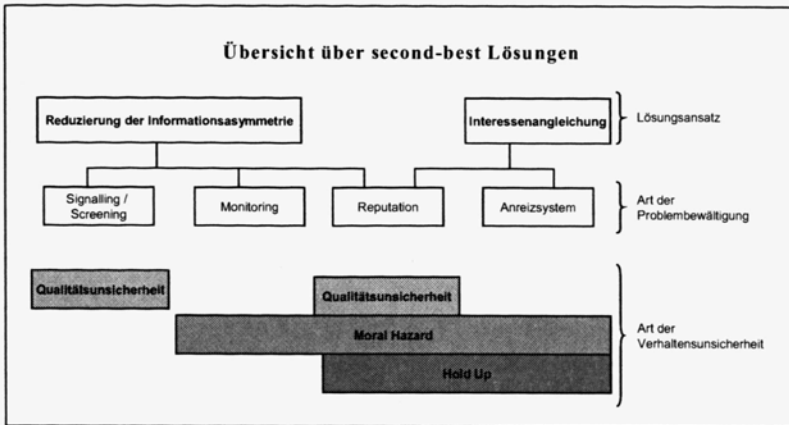 Übersicht über second-best Lösungen
Reduzierung der Informationsasymmetrie
Interessenangleichung
Lösungsansatz
Signalling /
Screening
Monitoring
Reputation
Anreizsystem
Art der
Problembewältigung
Qualitätsunsicherheit
Qualitätsunsicherheit
Moral Hazard
Hold Up
Art der
Verhaltensunsicherheit